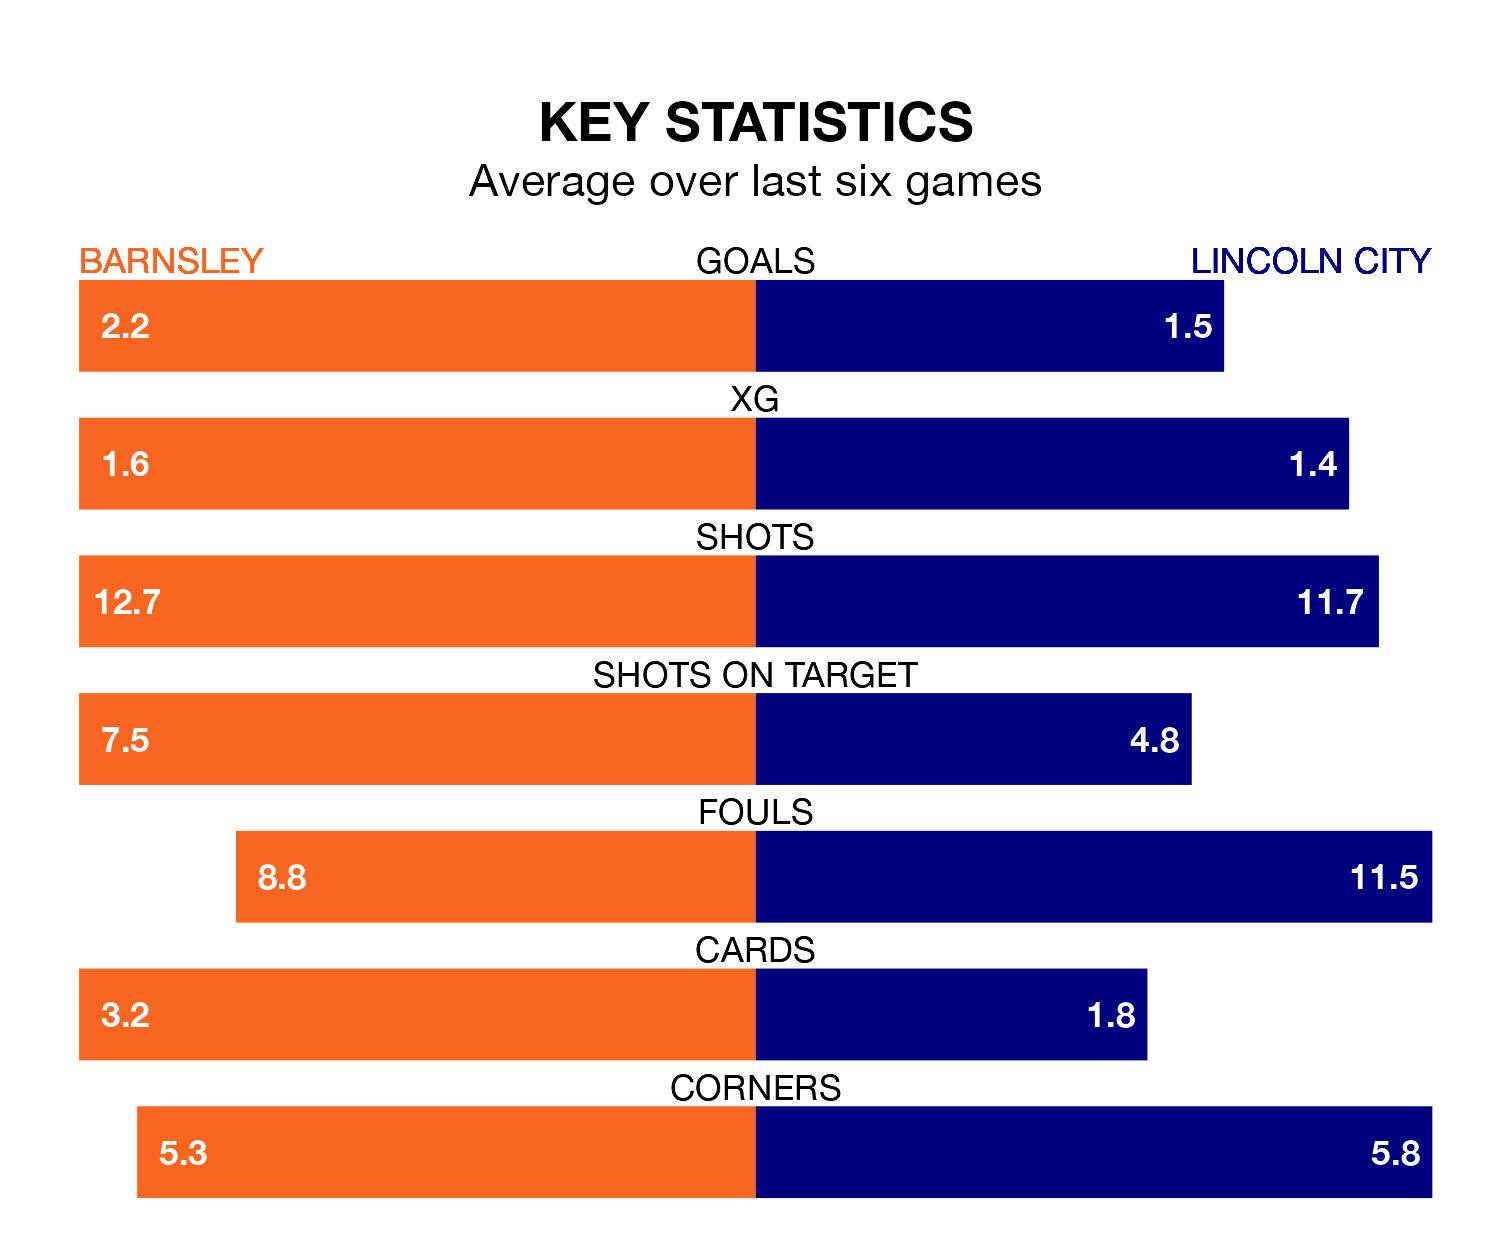 KEY STATISTICS
Average over last six games
BARNSLEY GOALS LINCOLN CITY
2.2 1.5
XG
1.6 1.4
SHOTS
12.7 11.7
SHOTS ON TARGET
7.5 4.8
FOULS
8.8 11.5
CARDS
3.2 1.8
CORNERS
5.3 5.8